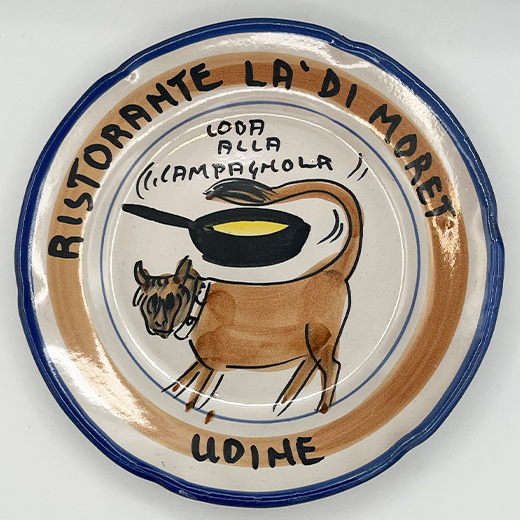 RISTORANTE LA' DI MORET
CODA
ALLA
CAMPAGNOLA
UDINE